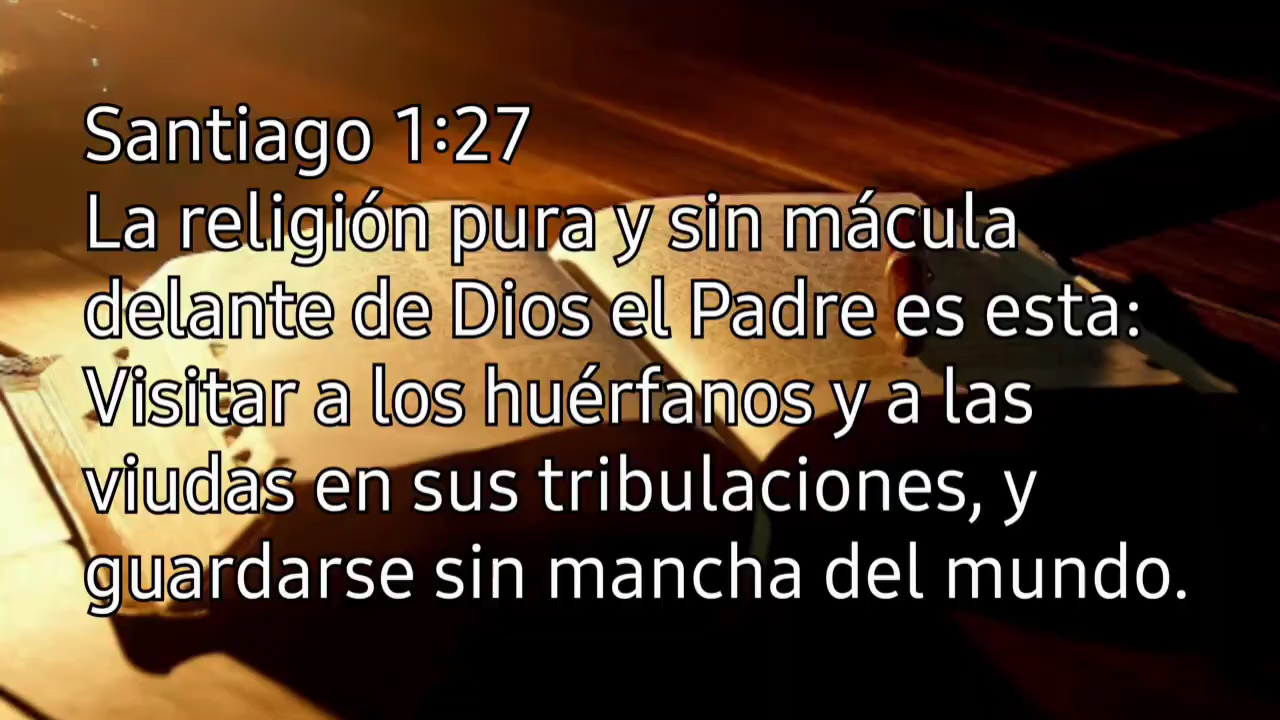 Santiago 1:27
La religión pura y sin mácula
delante de Dios el Padre es esta:
Visitar a los huérfanos y a las
viudas en sus tribulaciones, y
guardarse sin mancha del mundo.